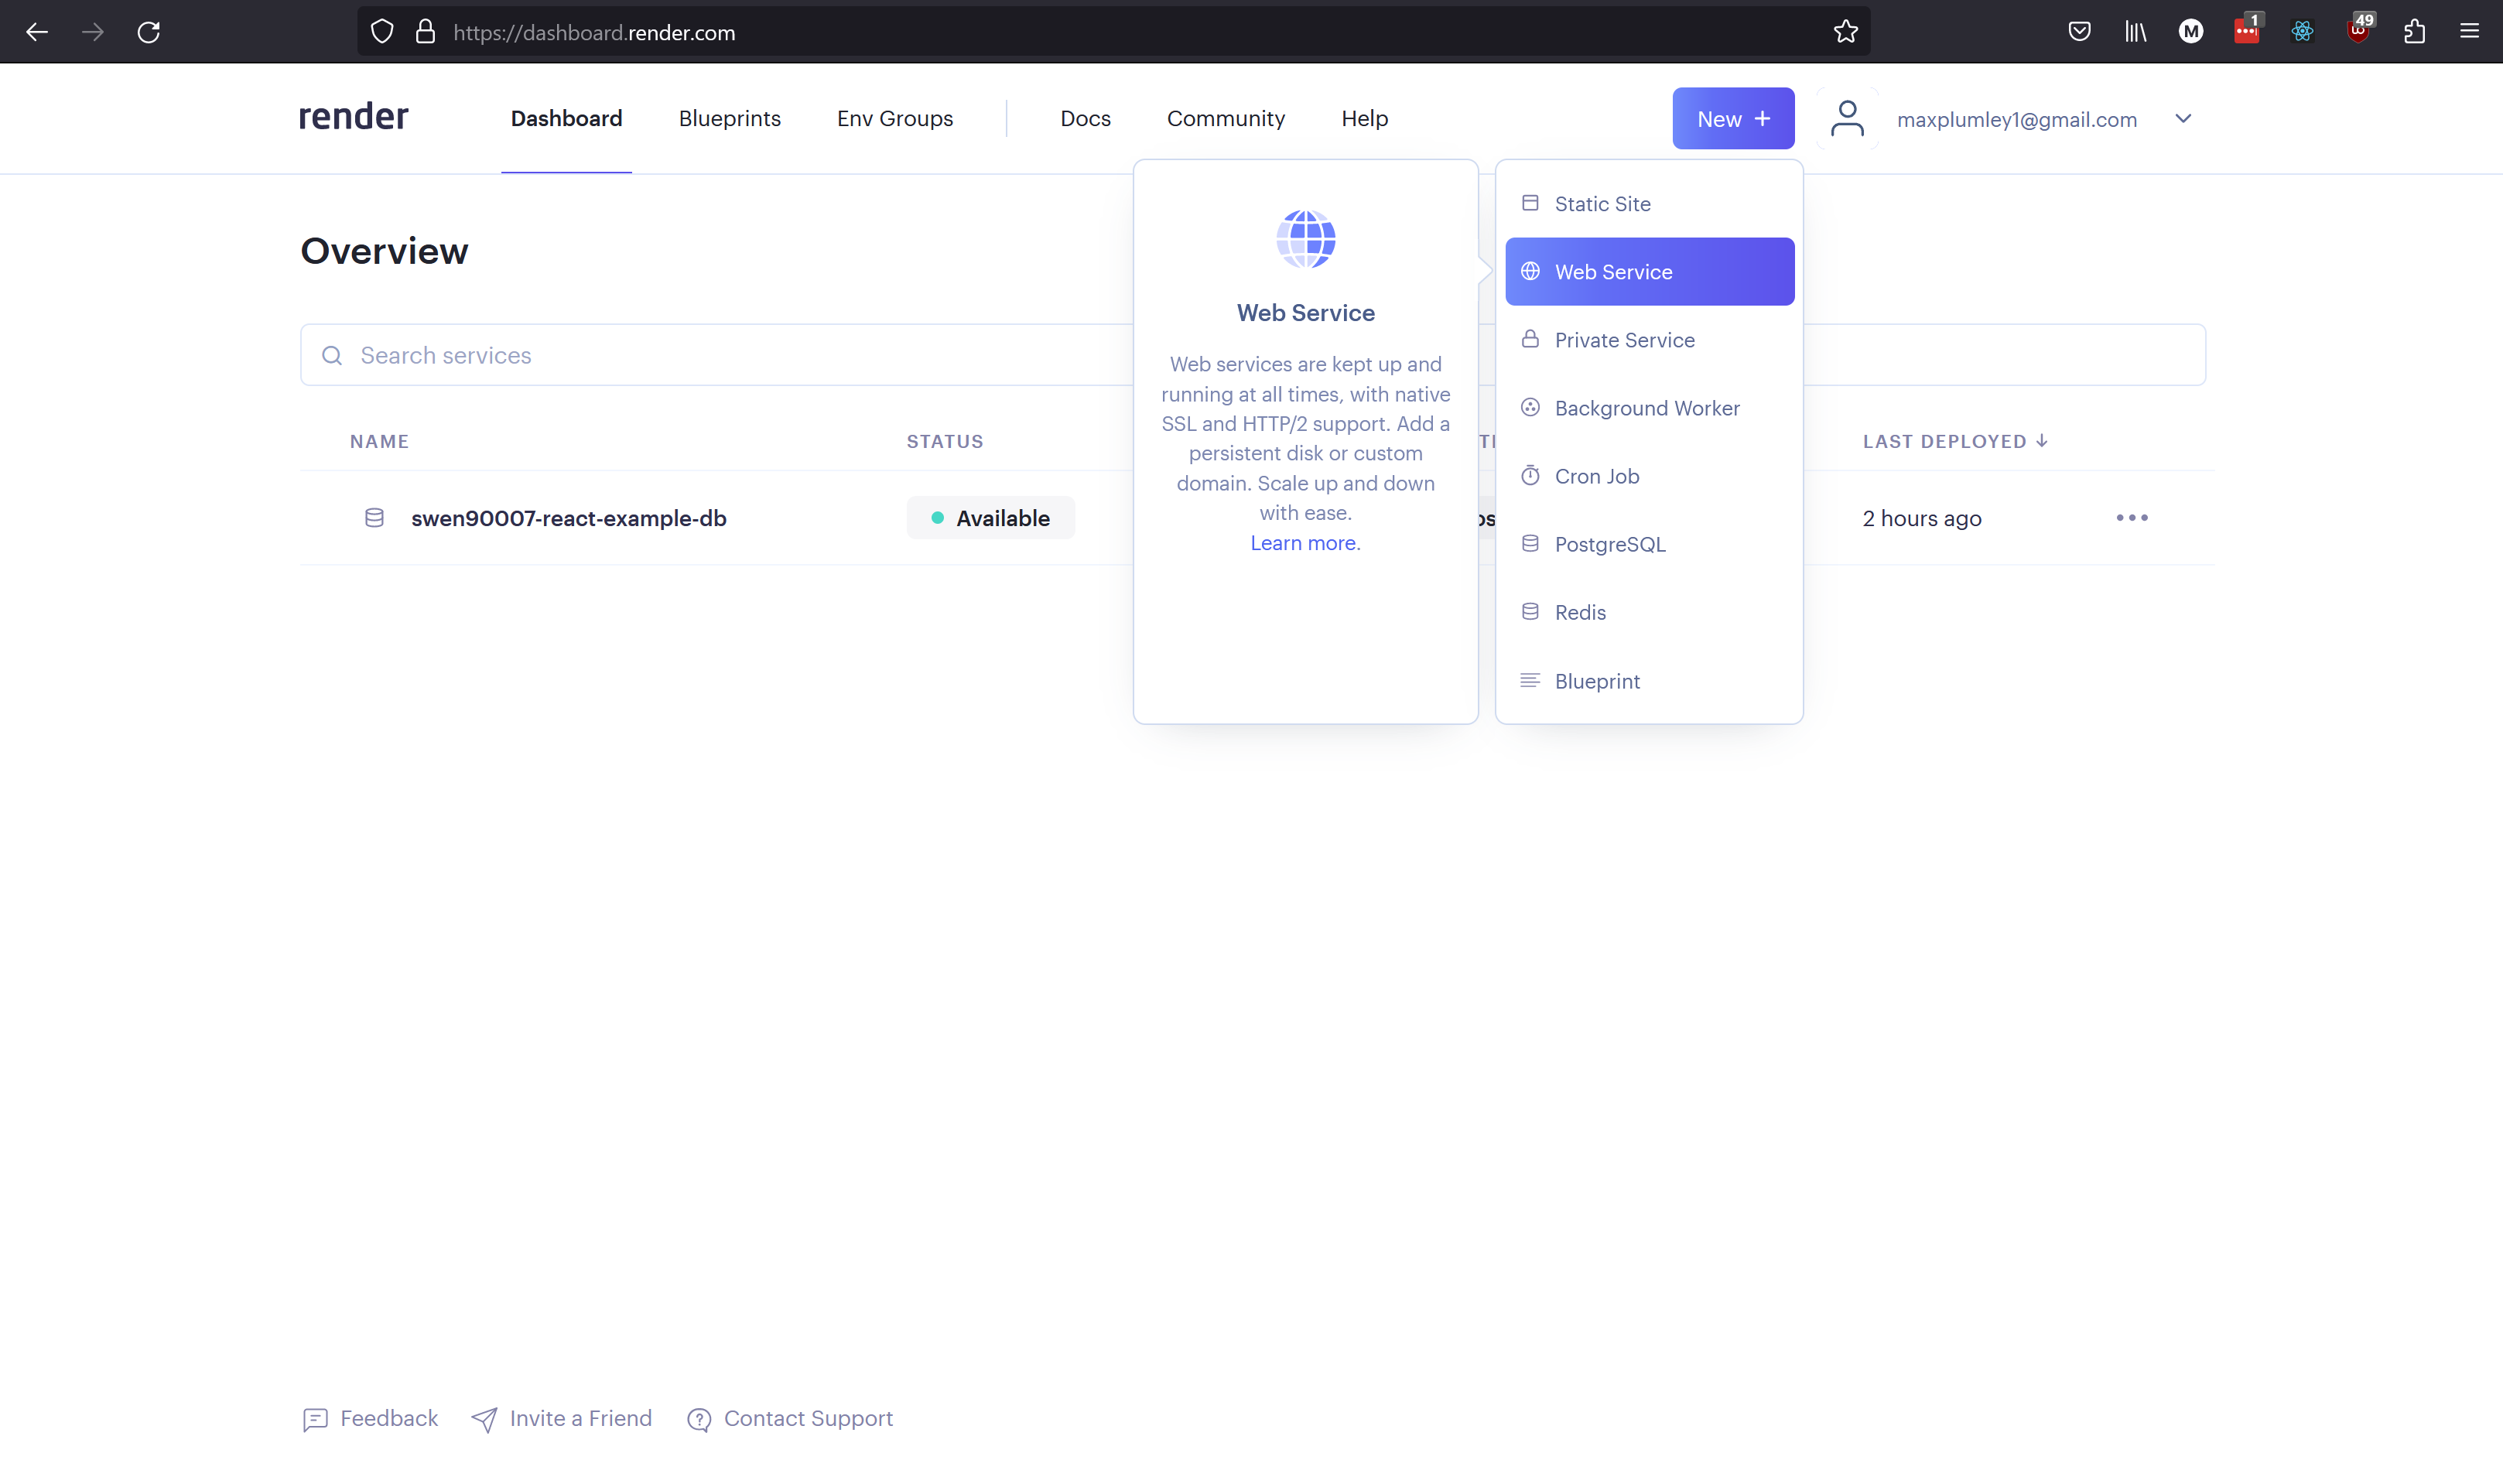 https://dashboard.render.com
1
49
M
render
Dashboard
Blueprints
Env Groups
Docs
Community
Help
New +
maxplumley1@gmail.com
Overview
Search services
NAME
STATUS
LAST DEPLOYED
swen90007-react-example-db
Available
2 hours ago
Web Service
Web services are kept up and
running at all times, with native
SSL and HTTP/2 support. Add a
persistent disk or custom
domain. Scale up and down
with ease.
Learn more.
Static Site
Web Service
Private Service
Background Worker
Cron Job
PostgreSQL
Redis
Blueprint
Feedback
Invite a Friend
Contact Support